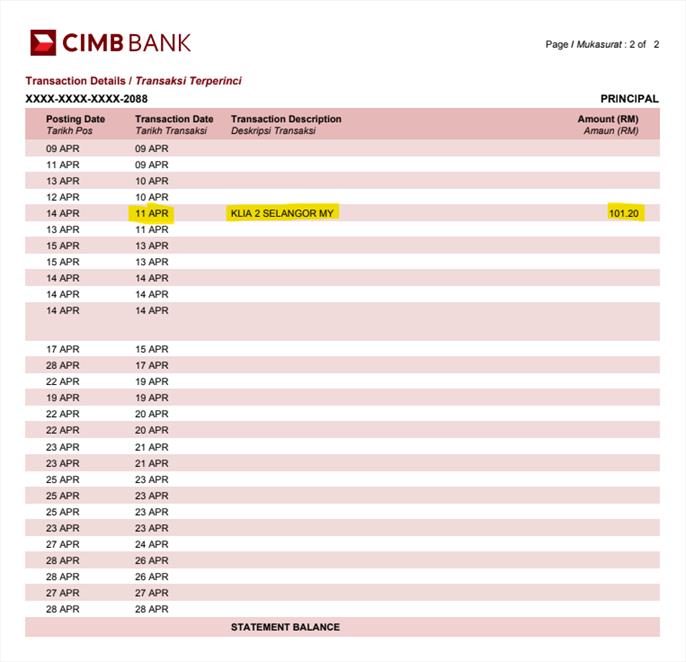 CIMB BANK
Page / Mukasurat : 2 of 2
Transaction Details / Transaksi Terperinci
XXXX-XXXX-XXXX-2088 PRINCIPAL
Posting Date Transaction Date Transaction Description Amount (RM)
Tarikh Pos Tarikh Transaksi Deskripsi Transaksi Amaun (RM)
09 APR 09 APR
11 APR 09 APR
13 APR 10 APR
12 APR 10 APR
14 APR 11 APR KLIA 2 SELANGOR MY 101.20
13 APR 11 APR
15 APR 13 APR
15 APR 13 APR
14 APR 14 APR
14 APR 14 APR
14 APR 14 APR
17 APR 15 APR
28 APR 17 APR
22 APR 19 APR
19 APR 19 APR
22 APR 20 APR
22 APR 20 APR
23 APR 21 APR
23 APR 21 APR
25 APR 23 APR
25 APR 23 APR
25 APR 23 APR
23 APR 23 APR
27 APR 24 APR
28 APR 26 APR
28 APR 26 APR
27 APR 27 APR
28 APR 28 APR
STATEMENT BALANCE